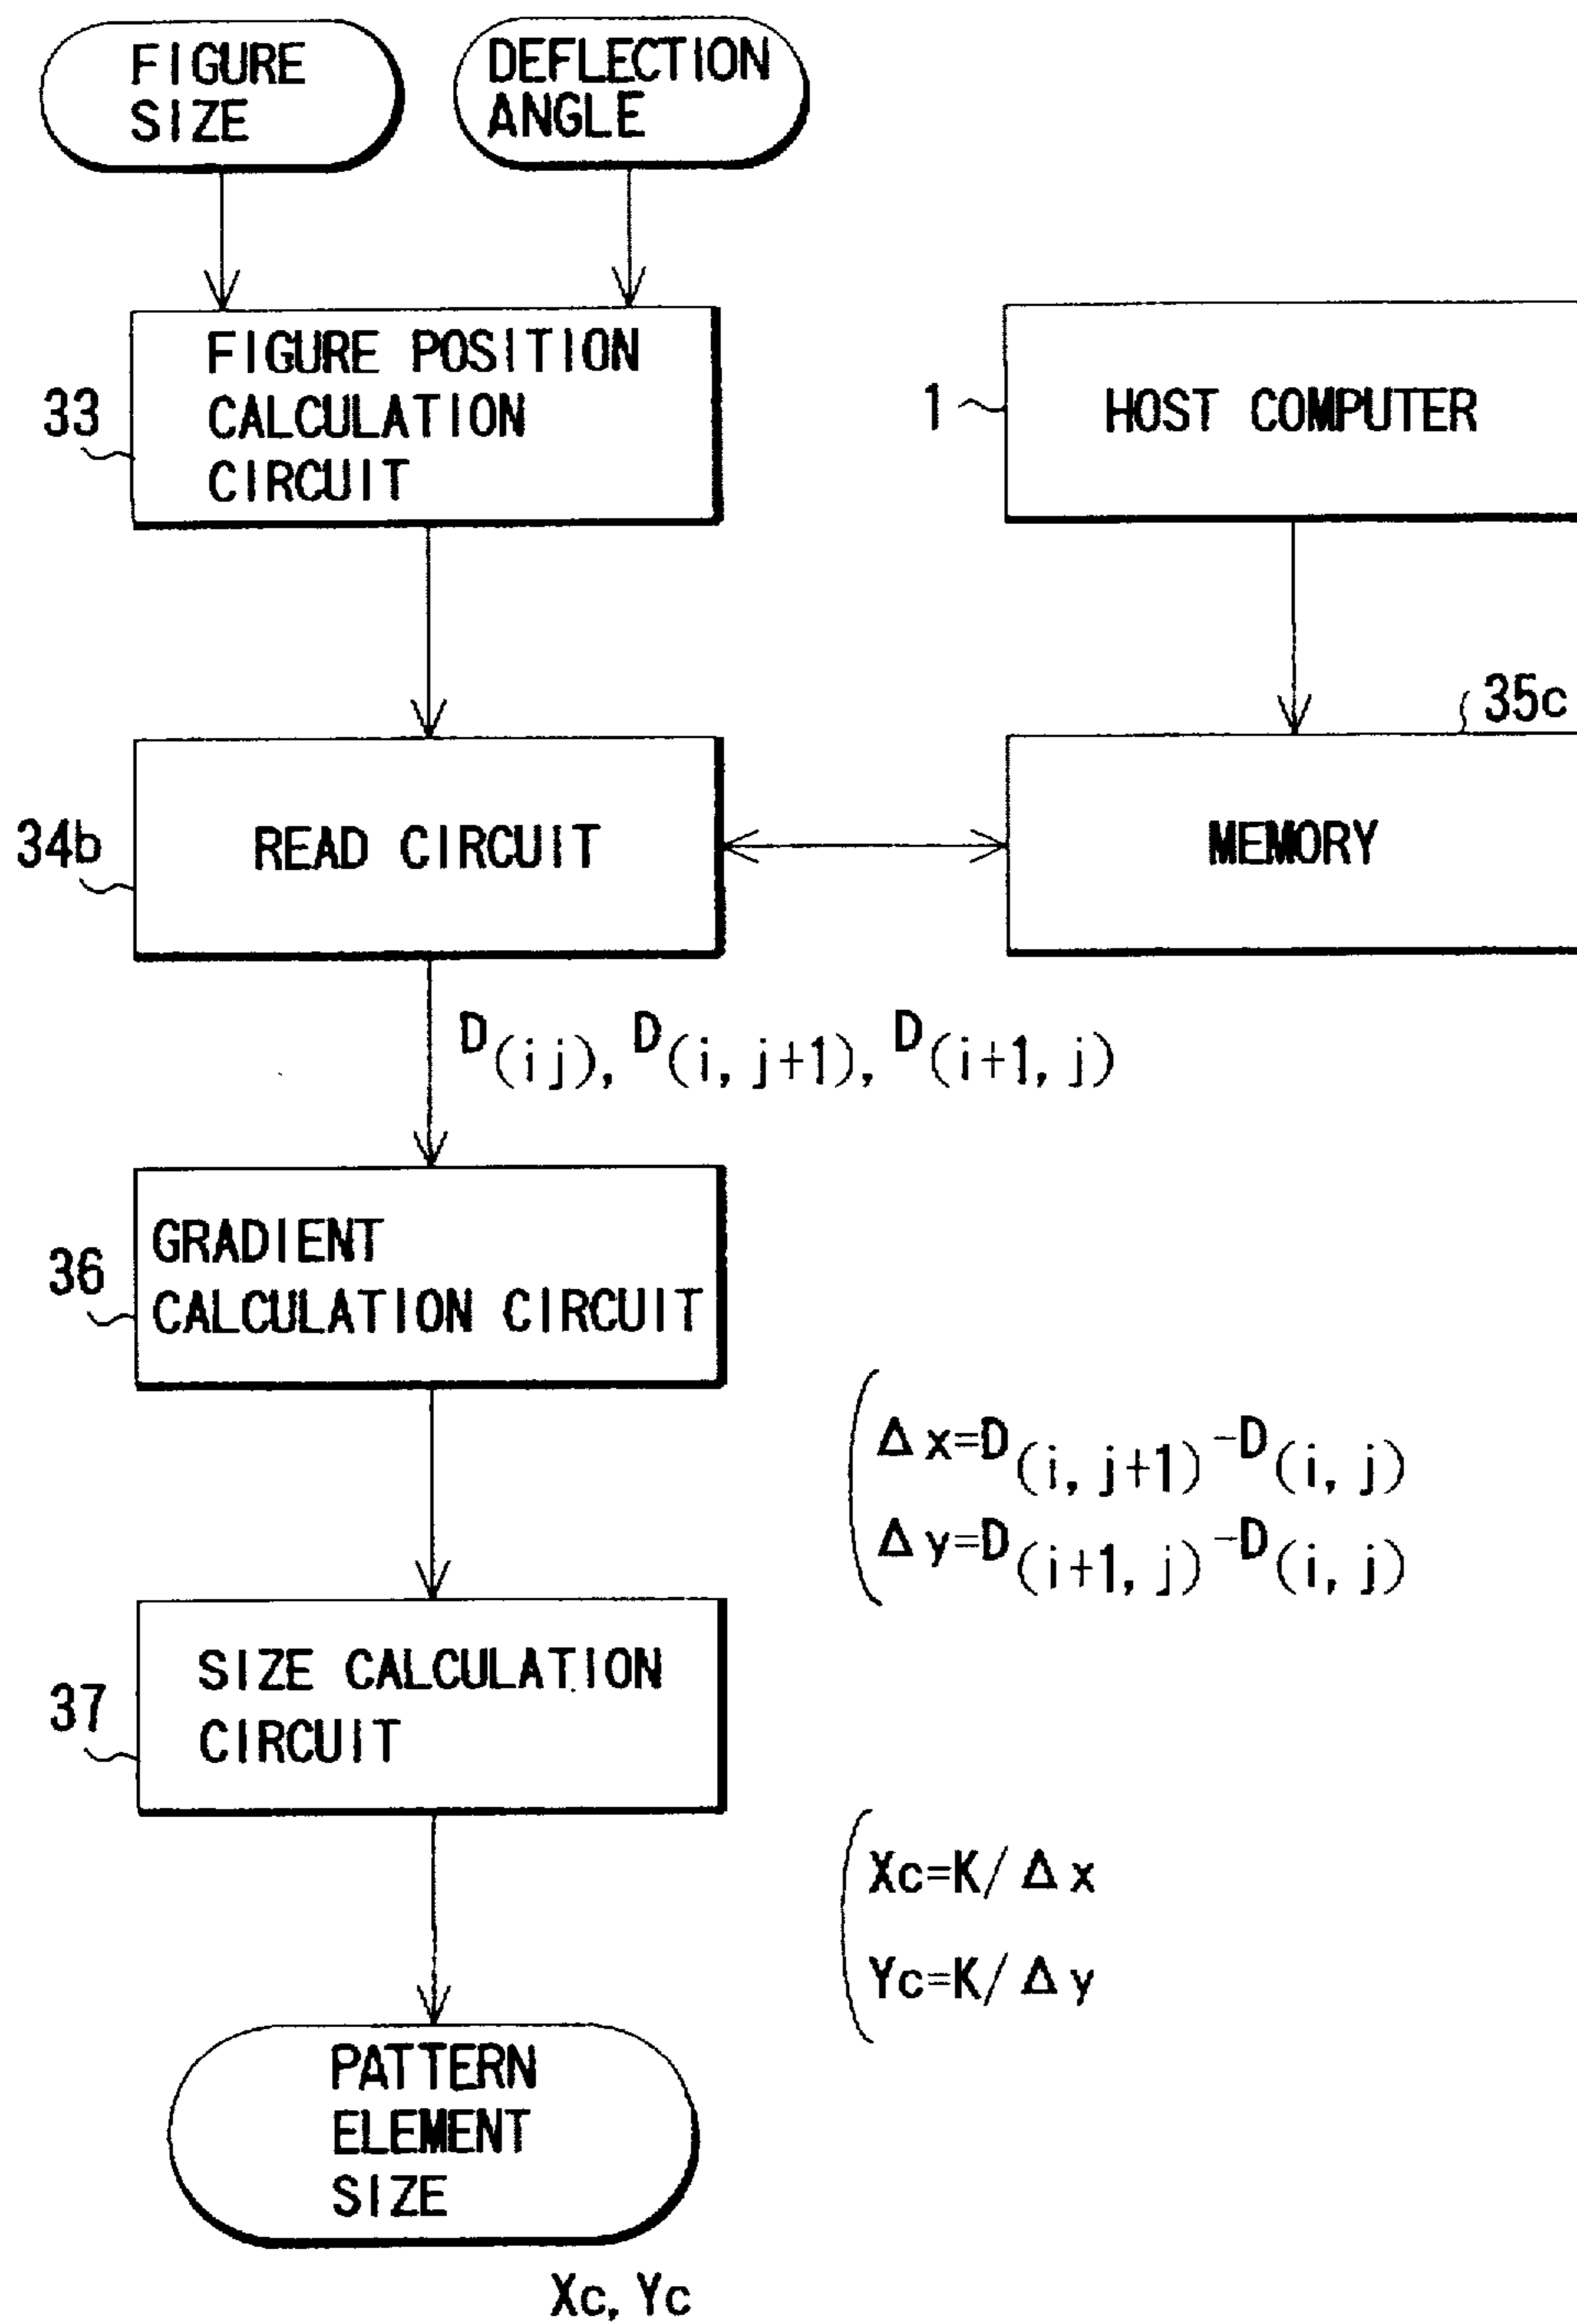 FIGURE
SIZE
DEFLECTION
ANGLE
33
FIGURE POSITION
CALCULATION
CIRCUIT
1
HOST COMPUTER
34b
READ CIRCUIT
35c
MEMORY
D(ij), D(i, j+1), D(i+1, j)
36
GRADIENT
CALCULATION CIRCUIT
Δx=D(i, j+1)-D(i, j)
Δy=D(i+1, j)-D(i, j)
37
SIZE CALCULATION
CIRCUIT
Xc=K/Δx
Yc=K/Δy
PATTERN
ELEMENT
SIZE
Xc, Yc